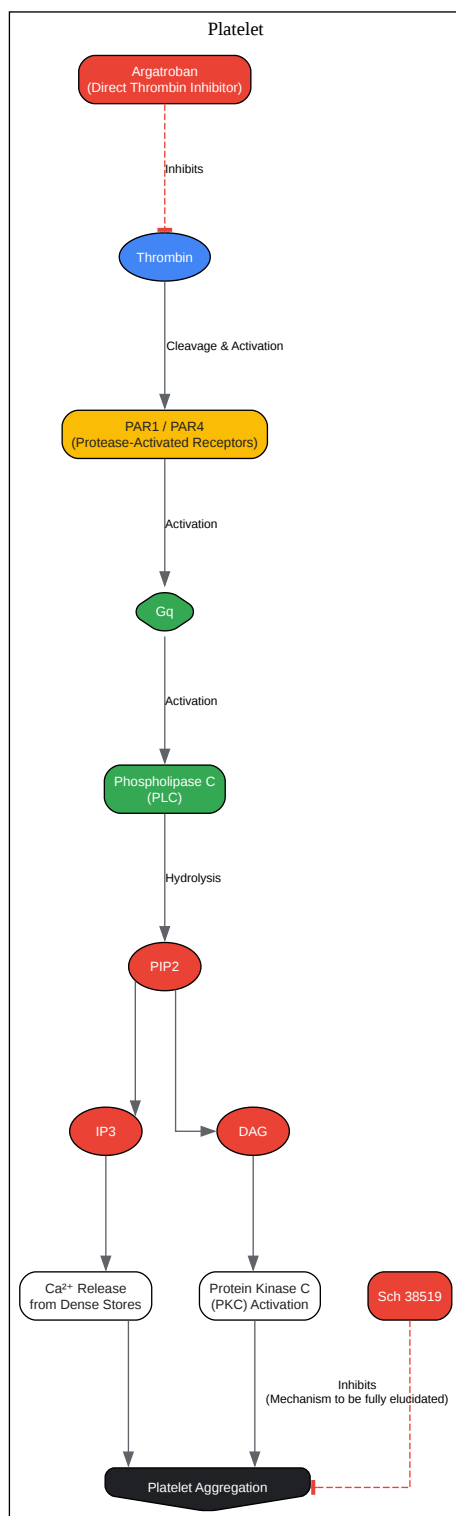 Platelet
Argatroban
(Direct Thrombin Inhibitor)
Inhibits
Thrombin
Cleavage & Activation
PAR1 / PAR4
(Protease-Activated Receptors)
Activation
Gq
Activation
Phospholipase C
(PLC)
Hydrolysis
PIP2
IP3
DAG
Ca²⁺ Release
from Dense Stores
Protein Kinase C
(PKC) Activation
Sch 38519
Inhibits
(Mechanism to be fully elucidated)
Platelet Aggregation